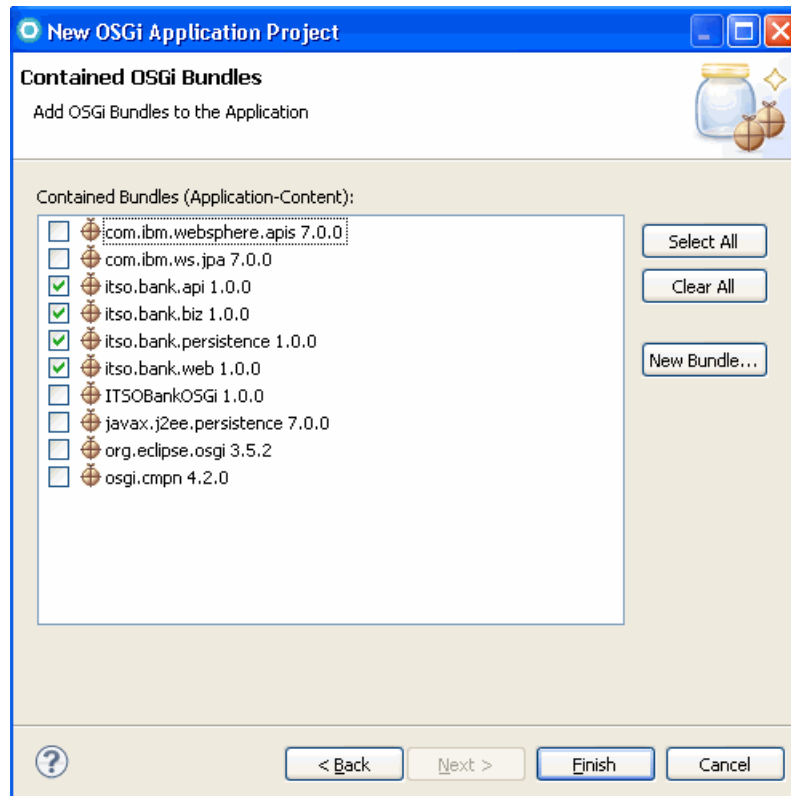 New OSGi Application Project
Contained OSGi Bundles
Add OSGi Bundles to the Application
Contained Bundles (Application-Content):
com.ibm.websphere.apis 7.0.0
com.ibm.ws.jpa 7.0.0
itso.bank.api 1.0.0
itso.bank.biz 1.0.0
itso.bank.persistence 1.0.0
itso.bank.web 1.0.0
ITSOBankOSGi 1.0.0
javax.j2ee.persistence 7.0.0
org.eclipse.osgi 3.5.2
osgi.cmpn 4.2.0
Select All
Clear All
New Bundle...
?
< Back
Next >
Finish
Cancel